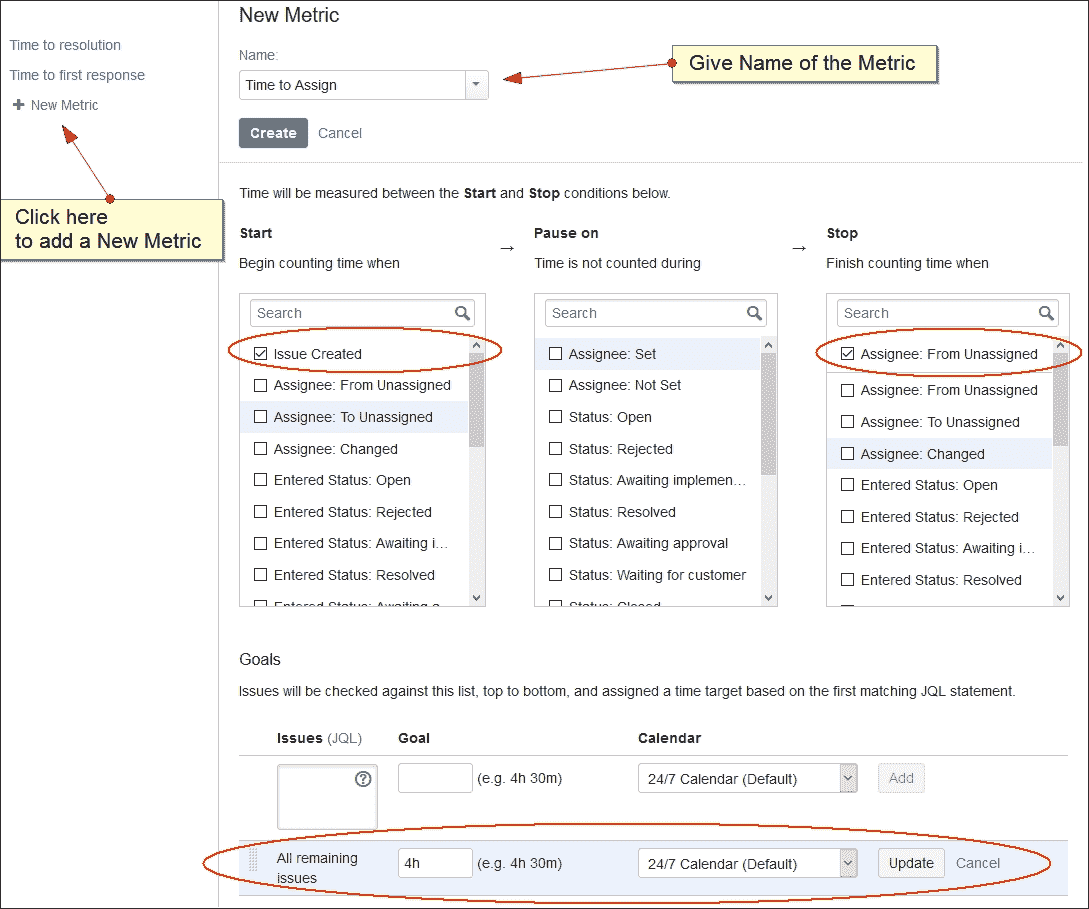 New Metric
Time to resolution
Time to first response
New Metric
Name:
Time to Assign
Give Name of the Metric
Create Cancel
Click here
to add a New Metric
Time will be measured between the Start and Stop conditions below.
Start
Begin counting time when
Search
Issue Created
Assignee: From Unassigned
Assignee: To Unassigned
Assignee: Changed
Entered Status: Open
Entered Status: Rejected
Entered Status: Awaiting i...
Entered Status: Resolved
Entered Status: Awaiting a
→
Pause on
Time is not counted during
Search
Assignee: Set
Assignee: Not Set
Status: Open
Status: Rejected
Status: Awaiting implemen...
Status: Resolved
Status: Awaiting approval
Status: Waiting for customer
Status: Closed
→
Stop
Finish counting time when
Search
Assignee: From Unassigned
Assignee: From Unassigned
Assignee: To Unassigned
Assignee: Changed
Entered Status: Open
Entered Status: Rejected
Entered Status: Awaiting i...
Entered Status: Resolved
Goals
Issues will be checked against this list, top to bottom, and assigned a time target based on the first matching JQL statement.
Issues (JQL) Goal Calendar
? (e.g. 4h 30m) 24/7 Calendar (Default) Add
All remaining
issues
4h (e.g. 4h 30m) 24/7 Calendar (Default) Update Cancel